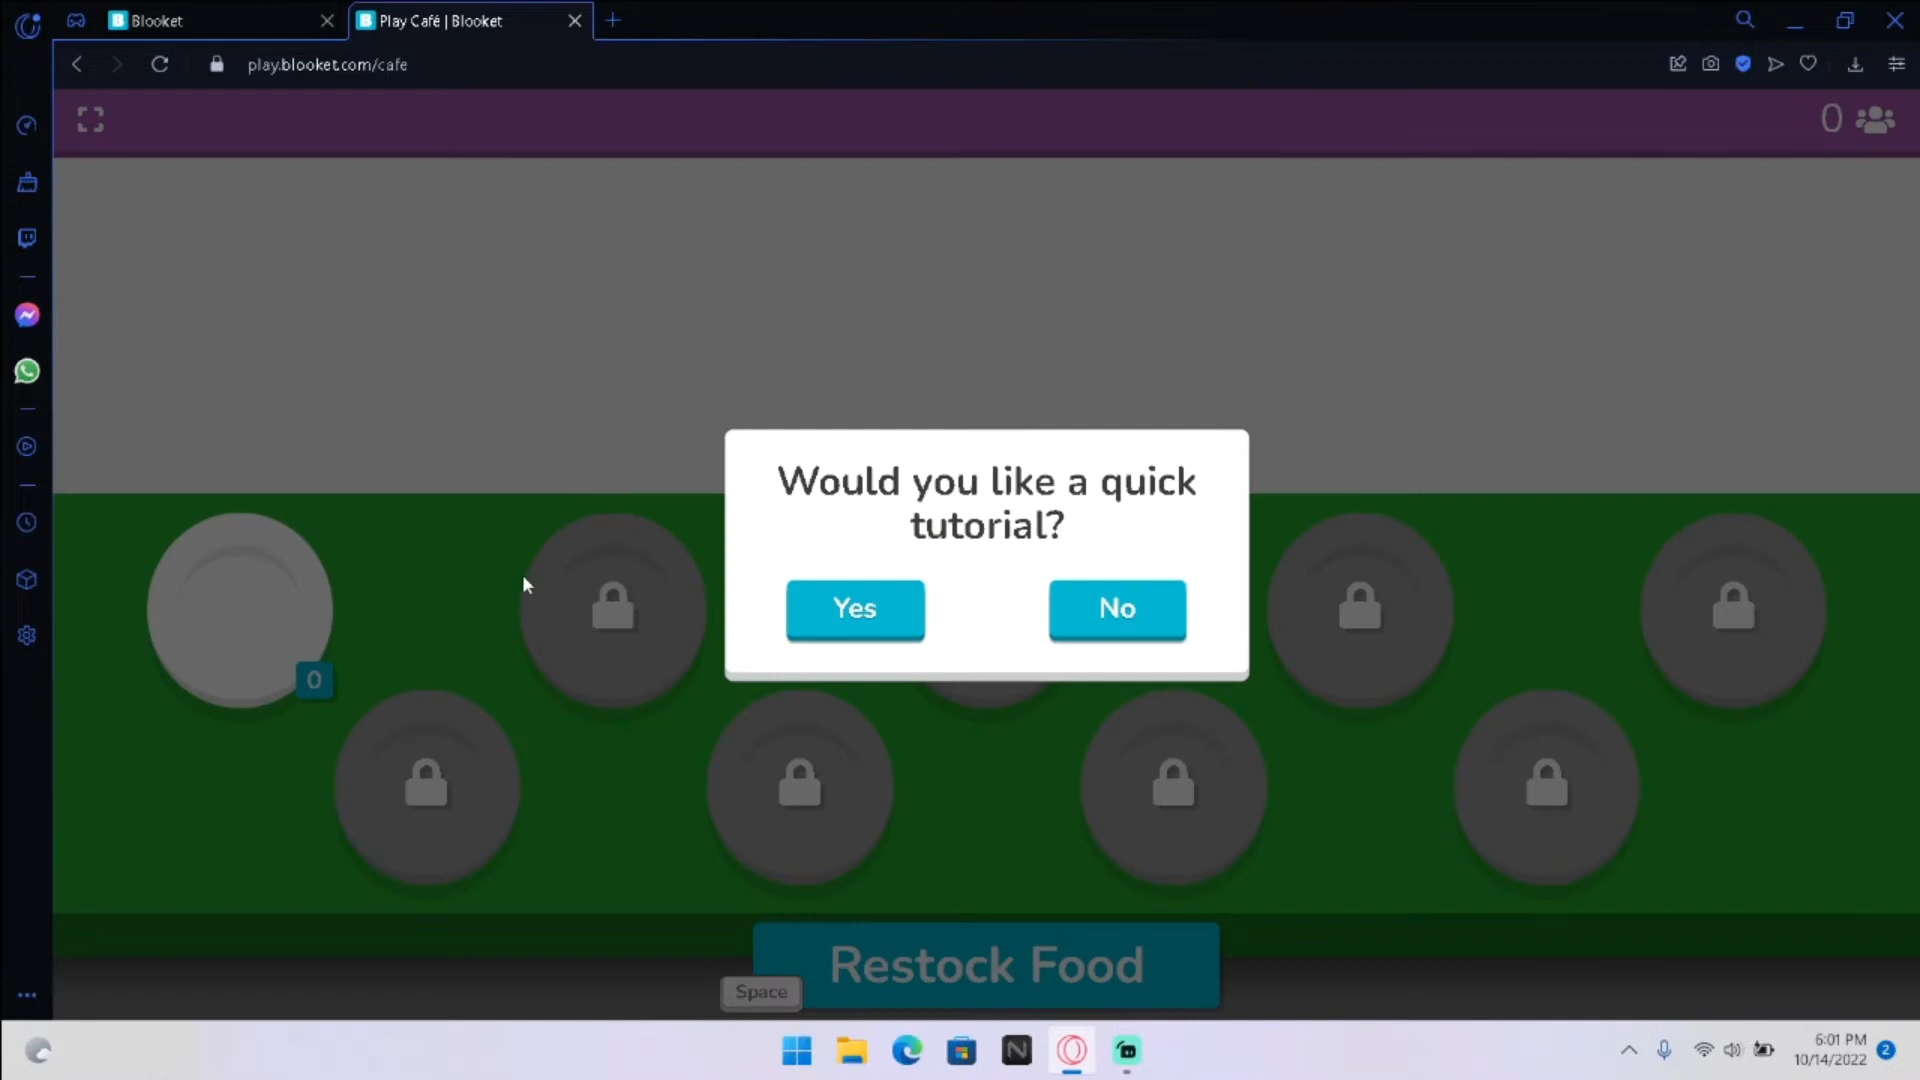 Blooket
Play Café | Blooket
play.blooket.com/cafe
0
Would you like a quick
tutorial?
Yes
No
0
Restock Food
Space
6:01 PM
10/14/2022
2